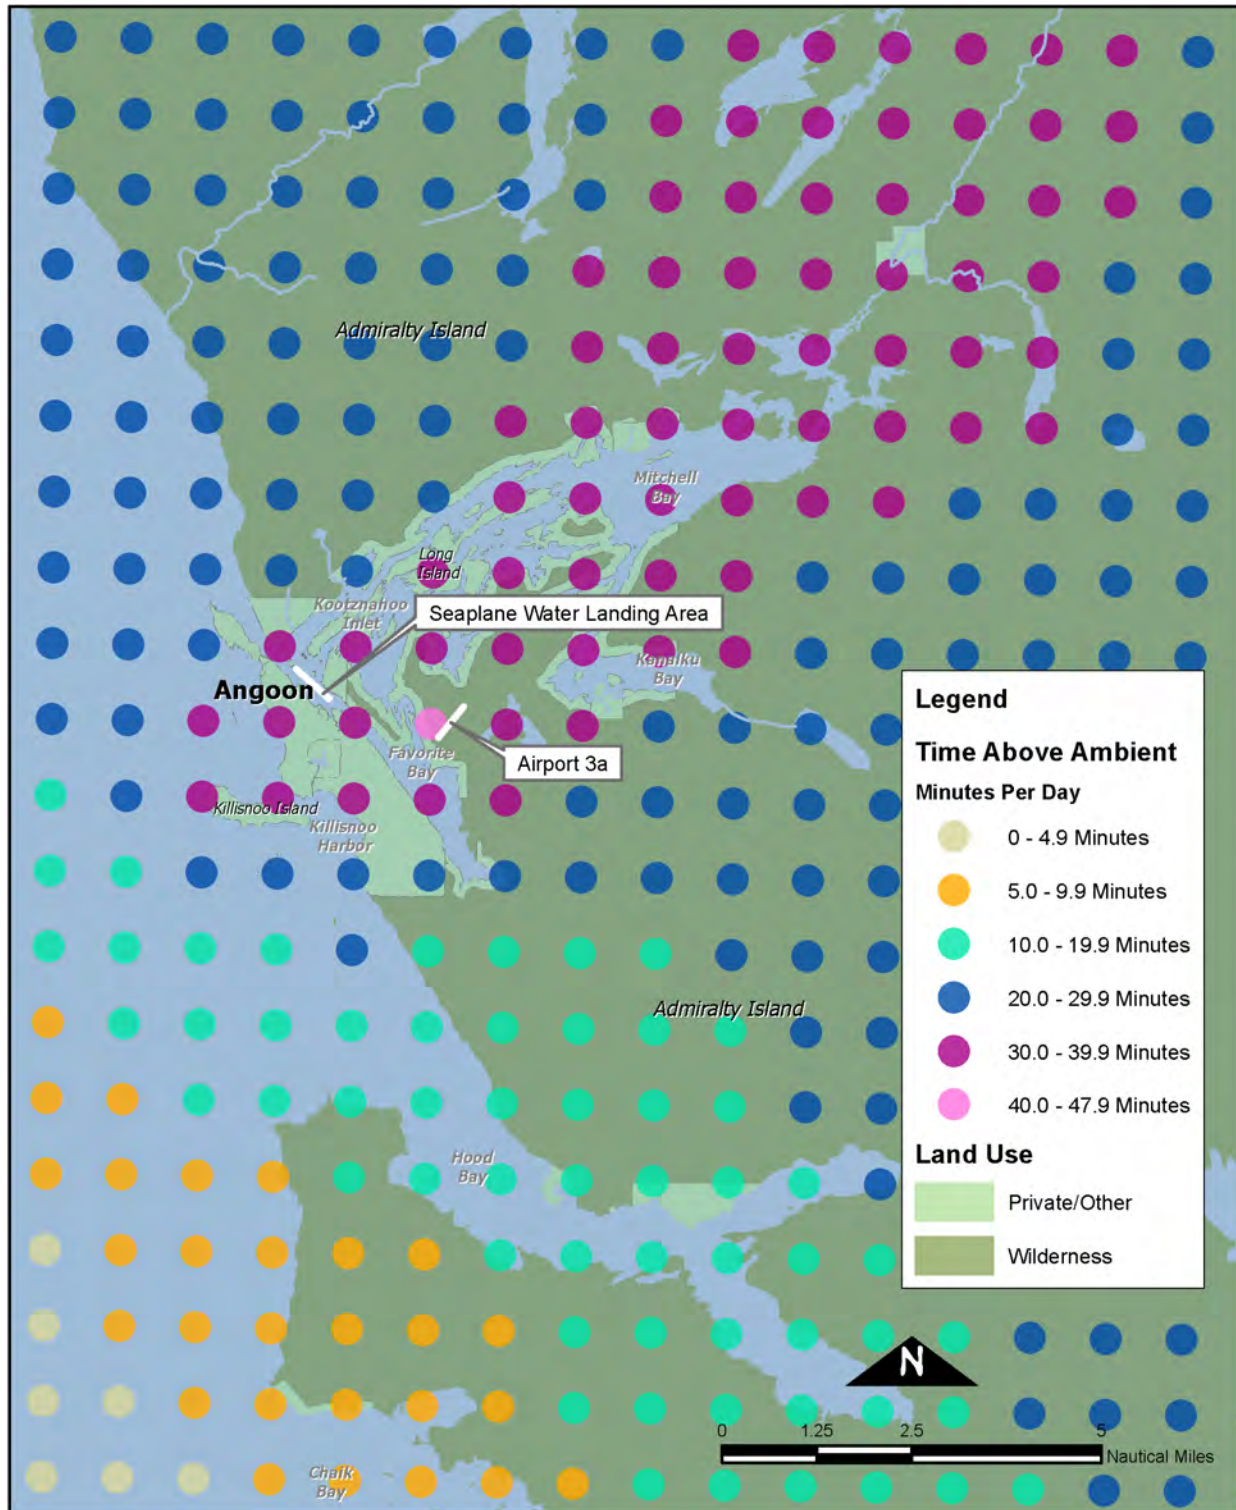 Admiralty Island
Mitchell
Bay
Long
Island
Kootznahoo
Inlet
Seaplane Water Landing Area
Kanalku
Bay
Angoon
Favorite
Bay
Airport 3a
Killisnoo Island
Killisnoo
Harbor
Legend
Time Above Ambient
Minutes Per Day
0 - 4.9 Minutes
5.0 - 9.9 Minutes
10.0 - 19.9 Minutes
20.0 - 29.9 Minutes
30.0 - 39.9 Minutes
40.0 - 47.9 Minutes
Land Use
Private/Other
Wilderness
Admiralty Island
Hood
Bay
N
0 1.25 2.5 5
Nautical Miles
Chaik
Bay